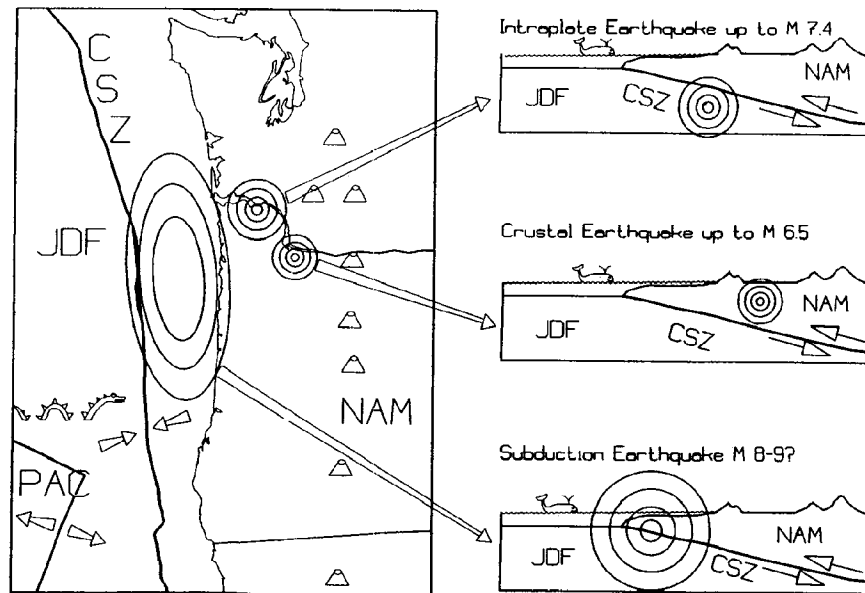 C
S
Z
JDF
NAM
PAC
Intraplate Earthquake up to M 7.4
NAM
JDF
CSZ
Crustal Earthquake up to M 6.5
NAM
JDF
CSZ
Subduction Earthquake M 8-9?
NAM
JDF
CSZ